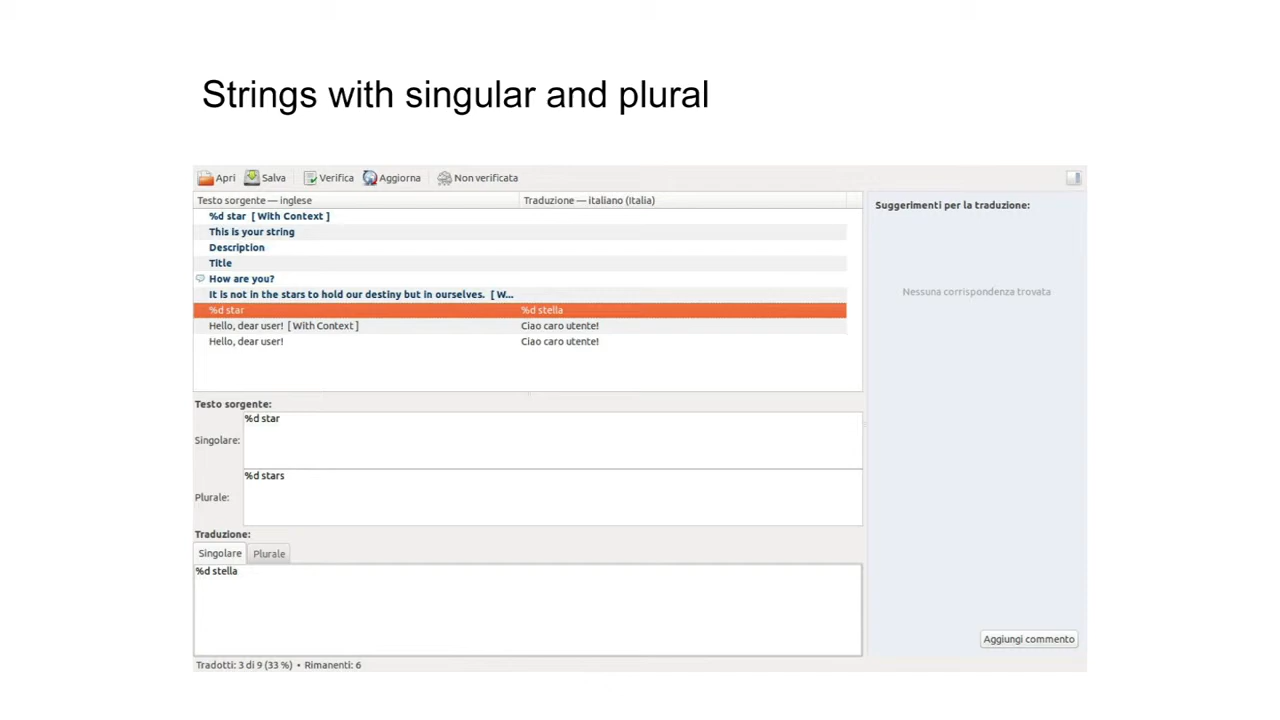 Strings with singular and plural
Apri Salva Verifica Aggiorna Non verificata
Testo sorgente — inglese Traduzione — italiano (Italia)
%d star [ With Context ]
This is your string
Description
Title
How are you?
It is not in the stars to hold our destiny but in ourselves. [ W...
%d star %d stella
Hello, dear user! [ With Context ] Ciao caro utente!
Hello, dear user! Ciao caro utente!
Testo sorgente:
%d star
Singolare:
%d stars
Plurale:
Traduzione:
Singolare Plurale
%d stella
Tradotti: 3 di 9 (33 %) • Rimanenti: 6
Suggerimenti per la traduzione:
Nessuna corrispondenza trovata
Aggiungi commento